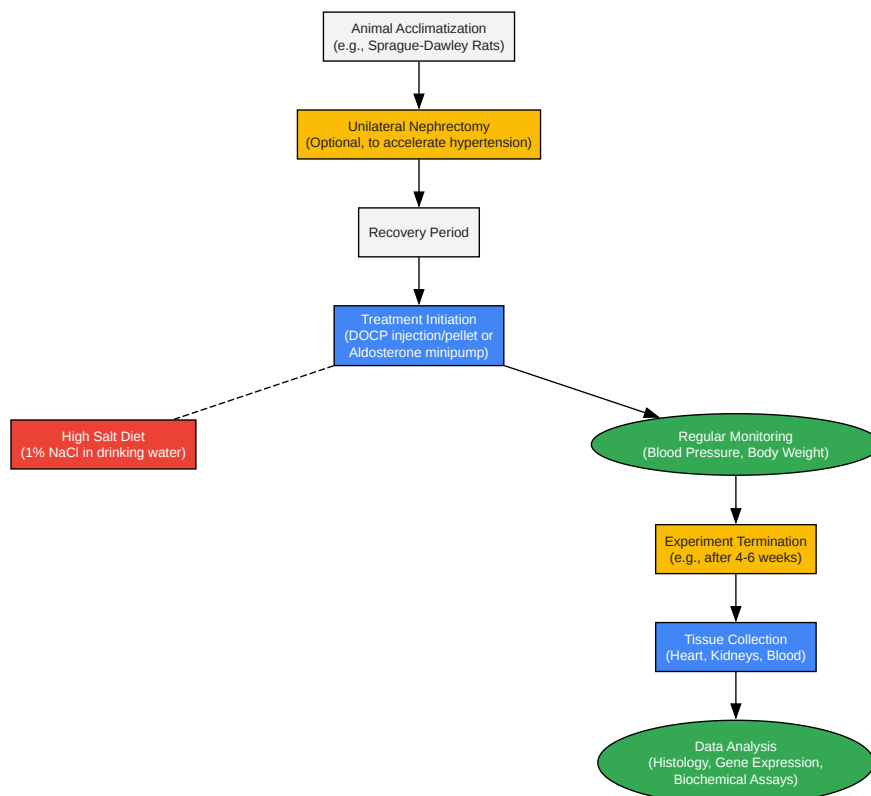 Animal Acclimatization
(e.g., Sprague-Dawley Rats)
Unilateral Nephrectomy
(Optional, to accelerate hypertension)
Recovery Period
Treatment Initiation
(DOCP injection/pellet or
Aldosterone minipump)
High Salt Diet
(1% NaCl in drinking water)
Regular Monitoring
(Blood Pressure, Body Weight)
Experiment Termination
(e.g., after 4-6 weeks)
Tissue Collection
(Heart, Kidneys, Blood)
Data Analysis
(Histology, Gene Expression,
Biochemical Assays)